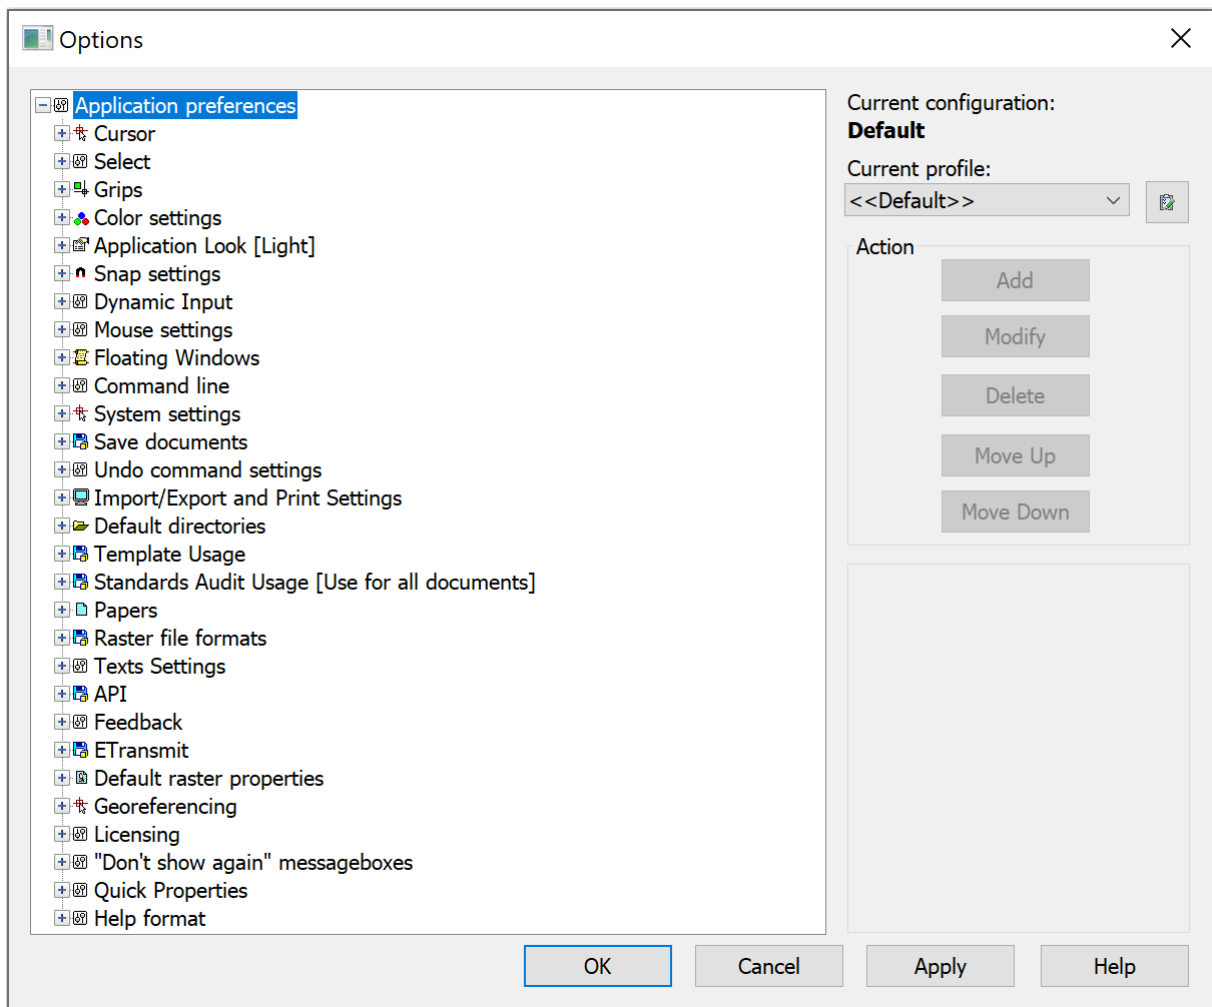 Options
Application preferences
Cursor
Select
Grips
Color settings
Application Look [Light]
Snap settings
Dynamic Input
Mouse settings
Floating Windows
Command line
System settings
Save documents
Undo command settings
Import/Export and Print Settings
Default directories
Template Usage
Standards Audit Usage [Use for all documents]
Papers
Raster file formats
Texts Settings
API
Feedback
ETransmit
Default raster properties
Georeferencing
Licensing
"Don't show again" messageboxes
Quick Properties
Help format
Current configuration:
Default
Current profile:
<<Default>>
Action
Add
Modify
Delete
Move Up
Move Down
OK
Cancel
Apply
Help